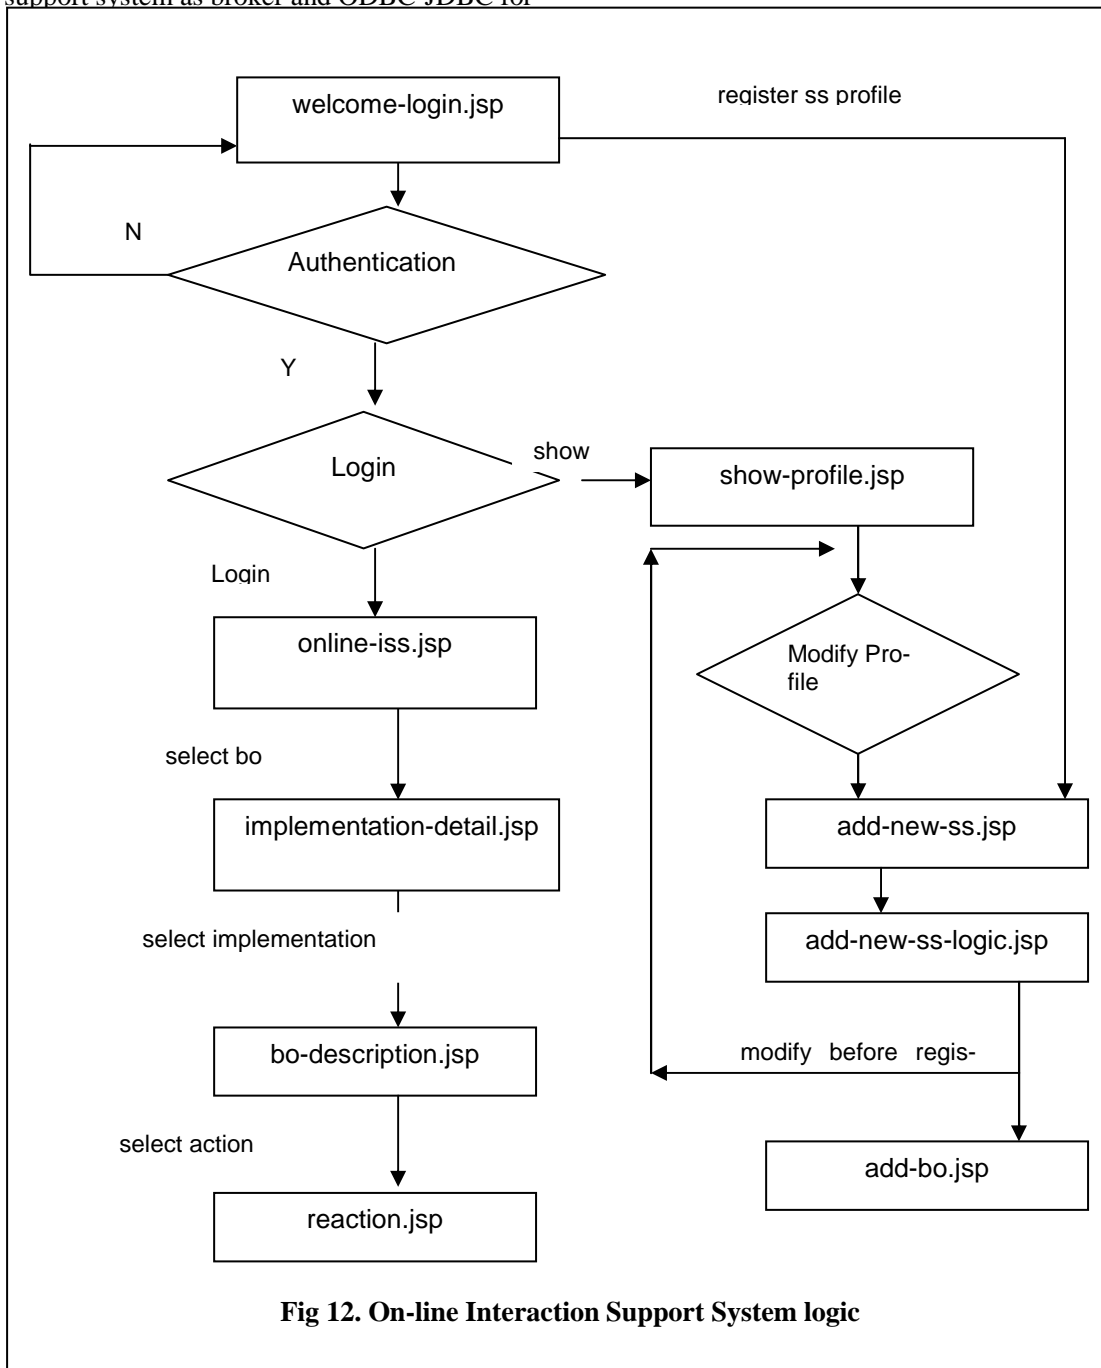 support system as broker and ODBC-JDBC for
welcome-login.jsp
register ss profile
N
Authentication
Y
Login
show
show-profile.jsp
Login
online-iss.jsp
Modify Pro-
file
select bo
implementation-detail.jsp
add-new-ss.jsp
select implementation
add-new-ss-logic.jsp
bo-description.jsp
modify before regis-
select action
add-bo.jsp
reaction.jsp
Fig 12. On-line Interaction Support System logic